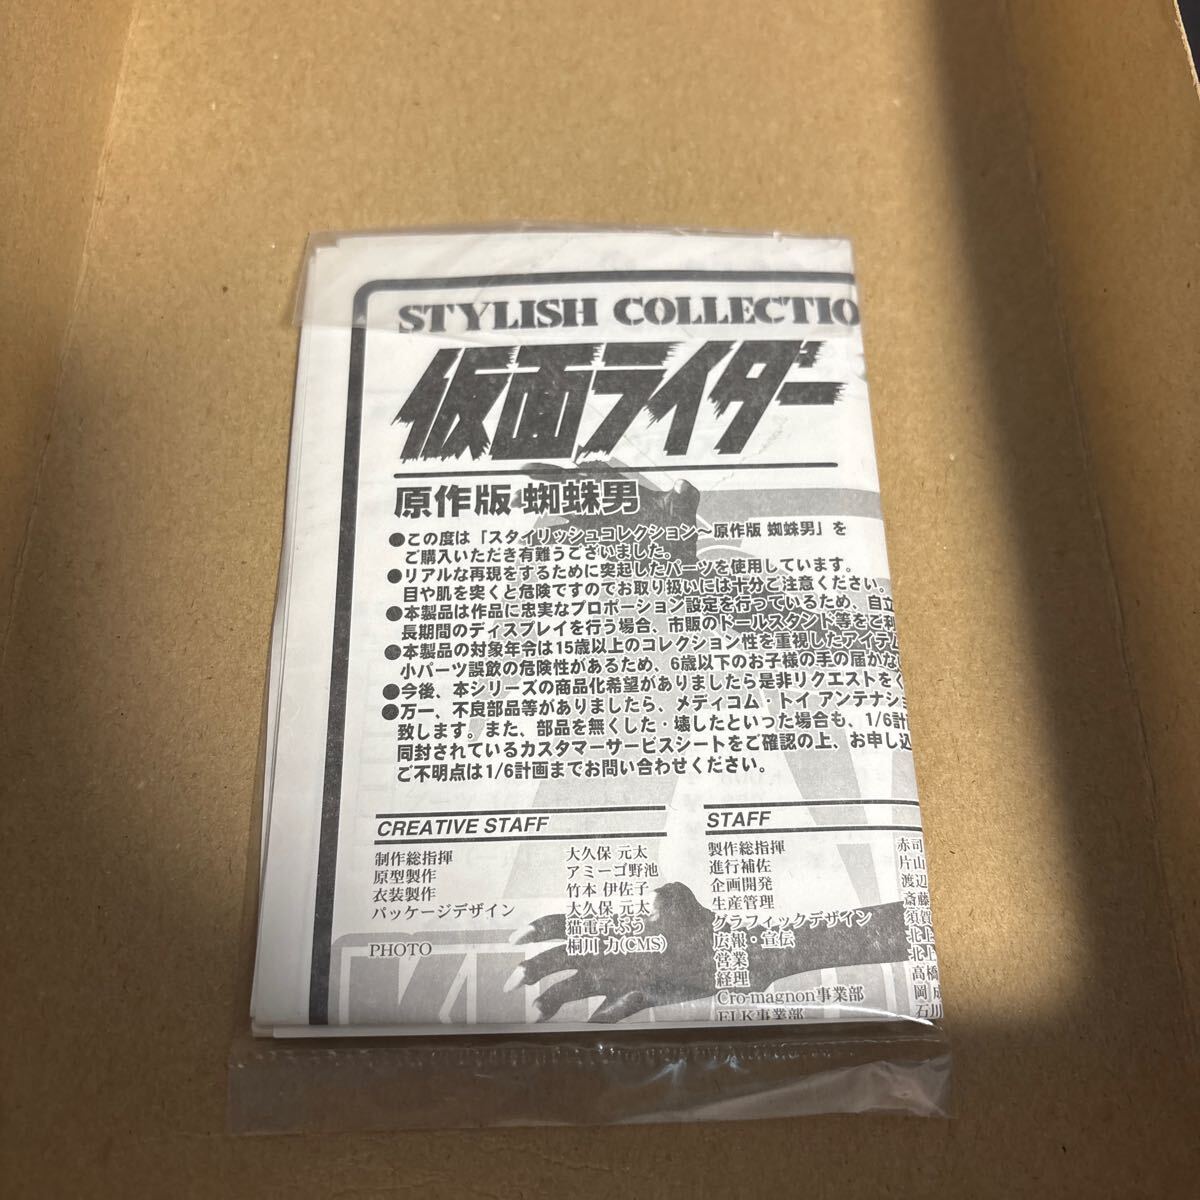 STYLISH COLLECTIO
仮面ライダー
原作版 蜘蛛男
●この度は「スタイリッシュコレクション〜原作版 蜘蛛男」を
ご購入いただき有難うございました。
●リアルな再現をするために突起したパーツを使用しています。
目や肌を突くと危険ですのでお取り扱いには十分ご注意ください。
●本製品は作品に忠実なプロポーション設定を行っているため、自立
長期間のディスプレイを行う場合、市販のドールスタンド等をご利
●本製品の対象年令は15歳以上のコレクション性を重視したアイテム
小パーツ誤飲の危険性があるため、6歳以下のお子様の手の届かない
●今後、本シリーズの商品化希望がありましたら是非リクエストをく
●万一、不良部品等がありましたら、メディコム・トイ アンテナショ
致します。また、部品を無くした・壊したといった場合も、1/6計
同封されているカスタマーサービスシートをご確認の上、お申し込
ご不明点は1/6計画までお問い合わせください。
CREATIVE STAFF
制作総指揮 大久保 元太
原型製作 アミーゴ野池
衣装製作 竹本 伊佐子
パッケージデザイン 大久保 元太
猫電子ぷう
PHOTO 桐川 力(CMS)
STAFF
製作総指揮 赤司
進行補佐 片山
企画開発 渡辺
生産管理 斎藤
グラフィックデザイン 須賀
広報・宣伝 北上
営業 北上
経理 高橋
Cro-magnon事業部 岡 成
ELK事業部 石川